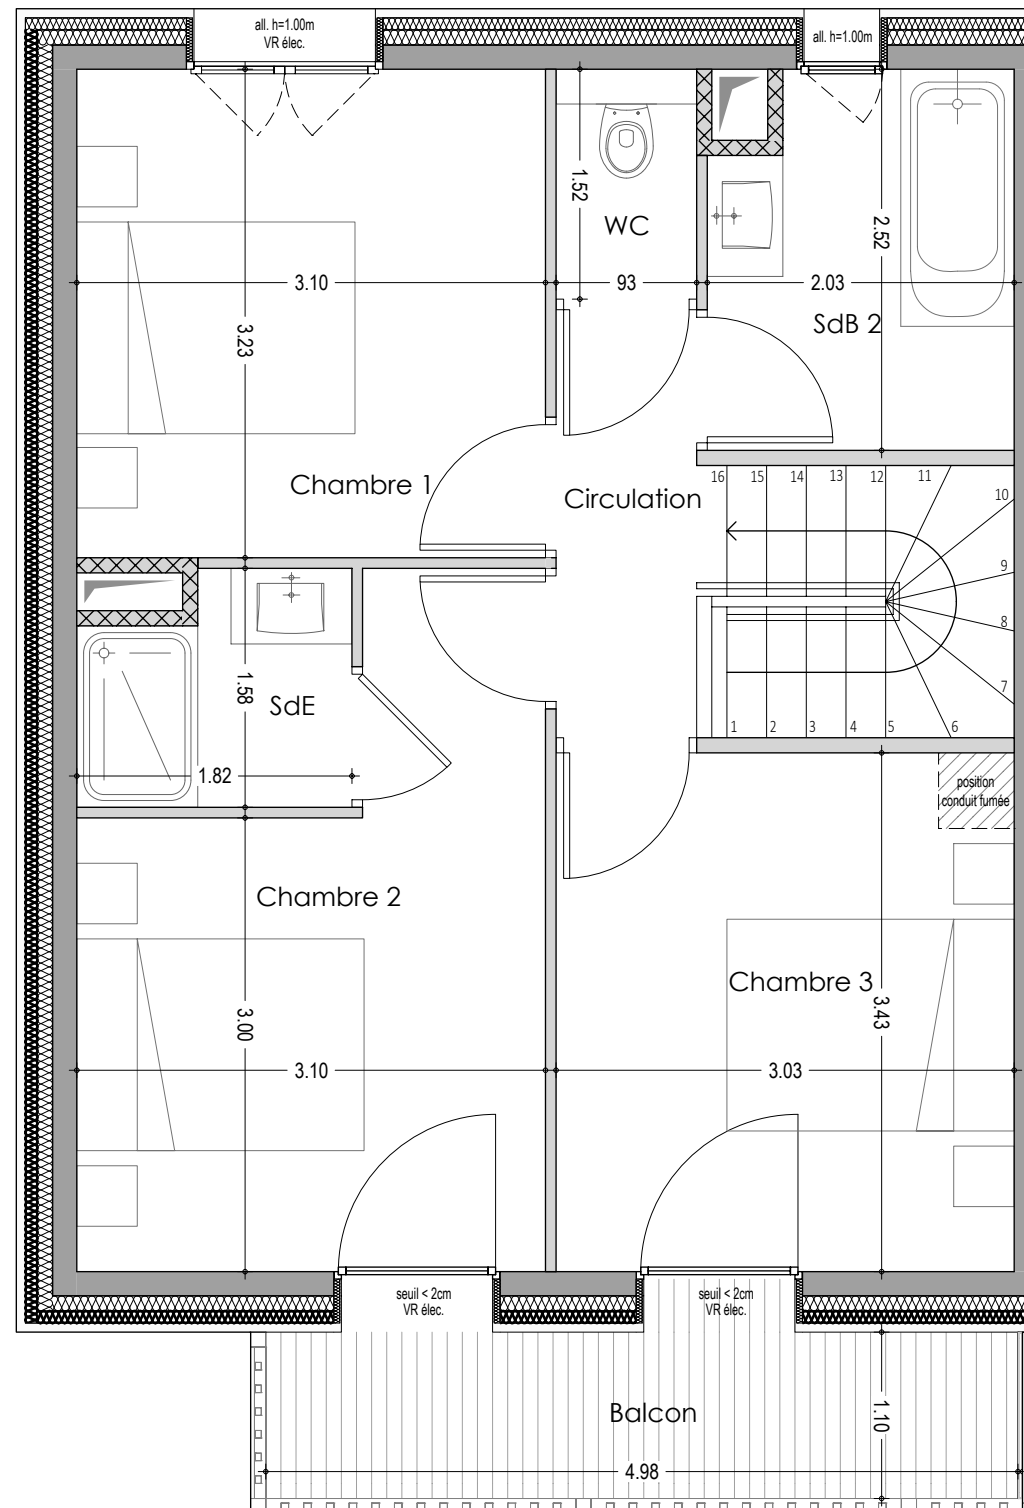 all. h=1.00m
VR élec.
all. h=1.00m
1.52
WC
2.52
3.10
93
2.03
SdB 2
3.23
Chambre 1
Circulation
16
15
14
13
12
11
10
9
8
7
1
2
3
4
5
6
SdE
1.58
1.82
position
conduit fumée
Chambre 2
Chambre 3
3.00
3.43
3.10
3.03
seuil < 2cm
VR élec.
seuil < 2cm
VR élec.
Balcon
1.10
4.98